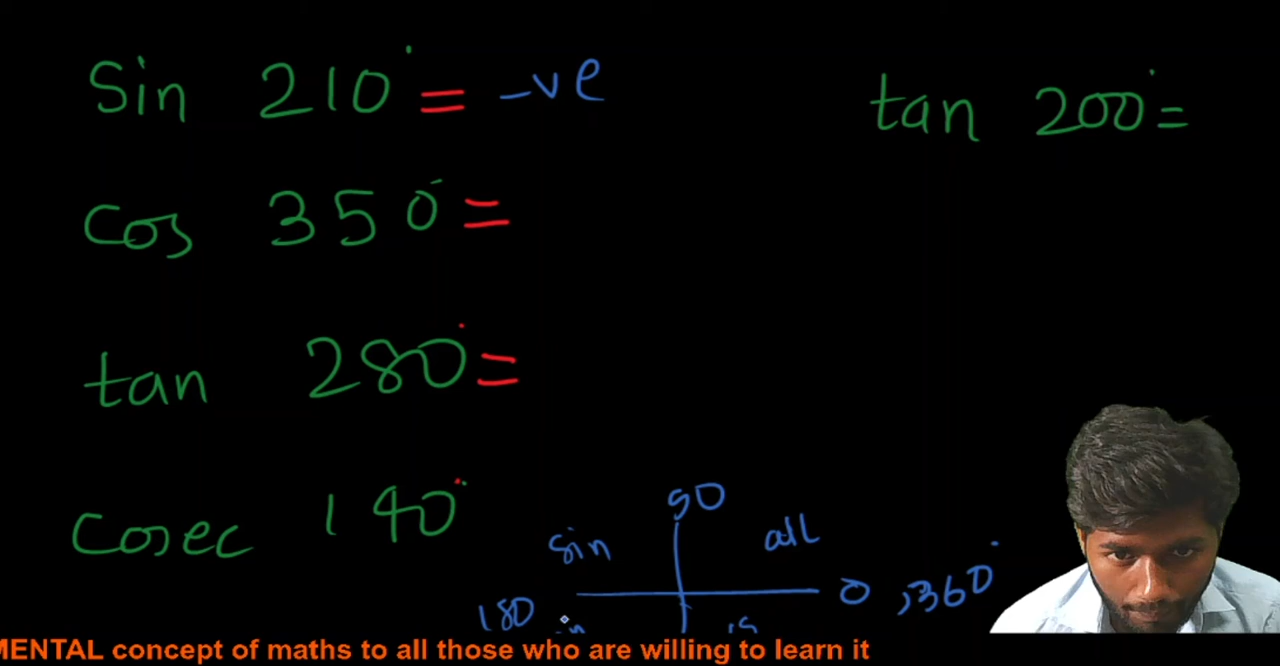 Sin 210° = -ve
tan 200° =
cos 350° =
tan 280° =
cosec 140°
90
sin all
180 0, 360°
MENTAL concept of maths to all those who are willing to learn it